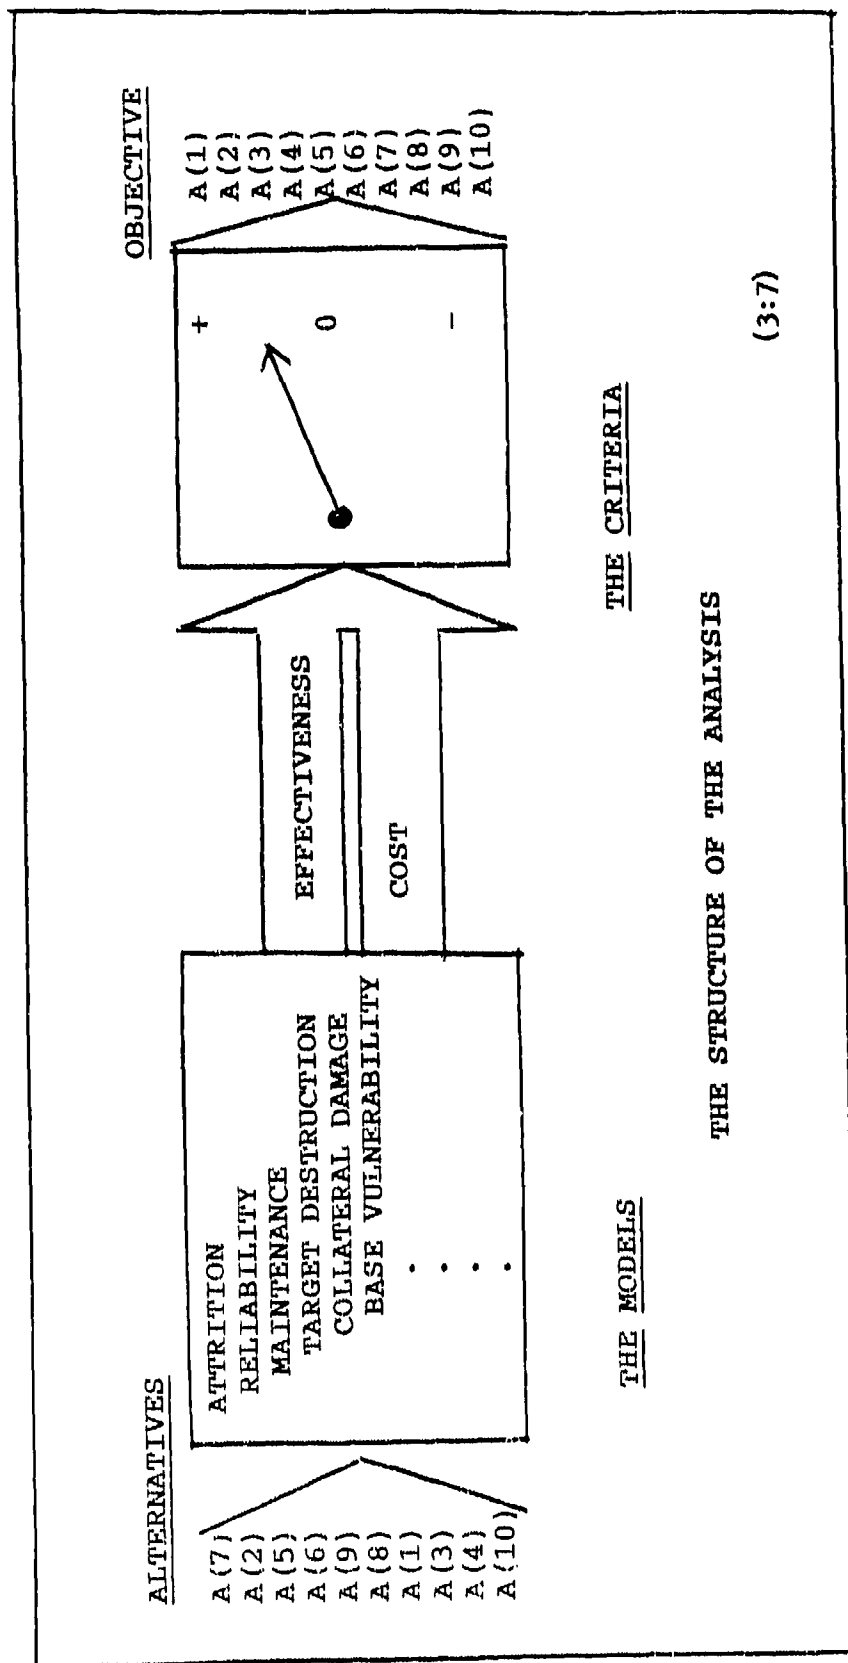 ALTERNATIVES
A(7)
A(2)
A(5)
A(6)
A(9)
A(8)
A(1)
A(3)
A(4)
A(10)
ATTRITION
RELIABILITY
MAINTENANCE
TARGET DESTRUCTION
COLLATERAL DAMAGE
BASE VULNERABILITY
.
.
.
.
THE MODELS
EFFECTIVENESS
COST
+
0
-
THE CRITERIA
OBJECTIVE
A(1)
A(2)
A(3)
A(4)
A(5)
A(6)
A(7)
A(8)
A(9)
A(10)
THE STRUCTURE OF THE ANALYSIS
(3:7)